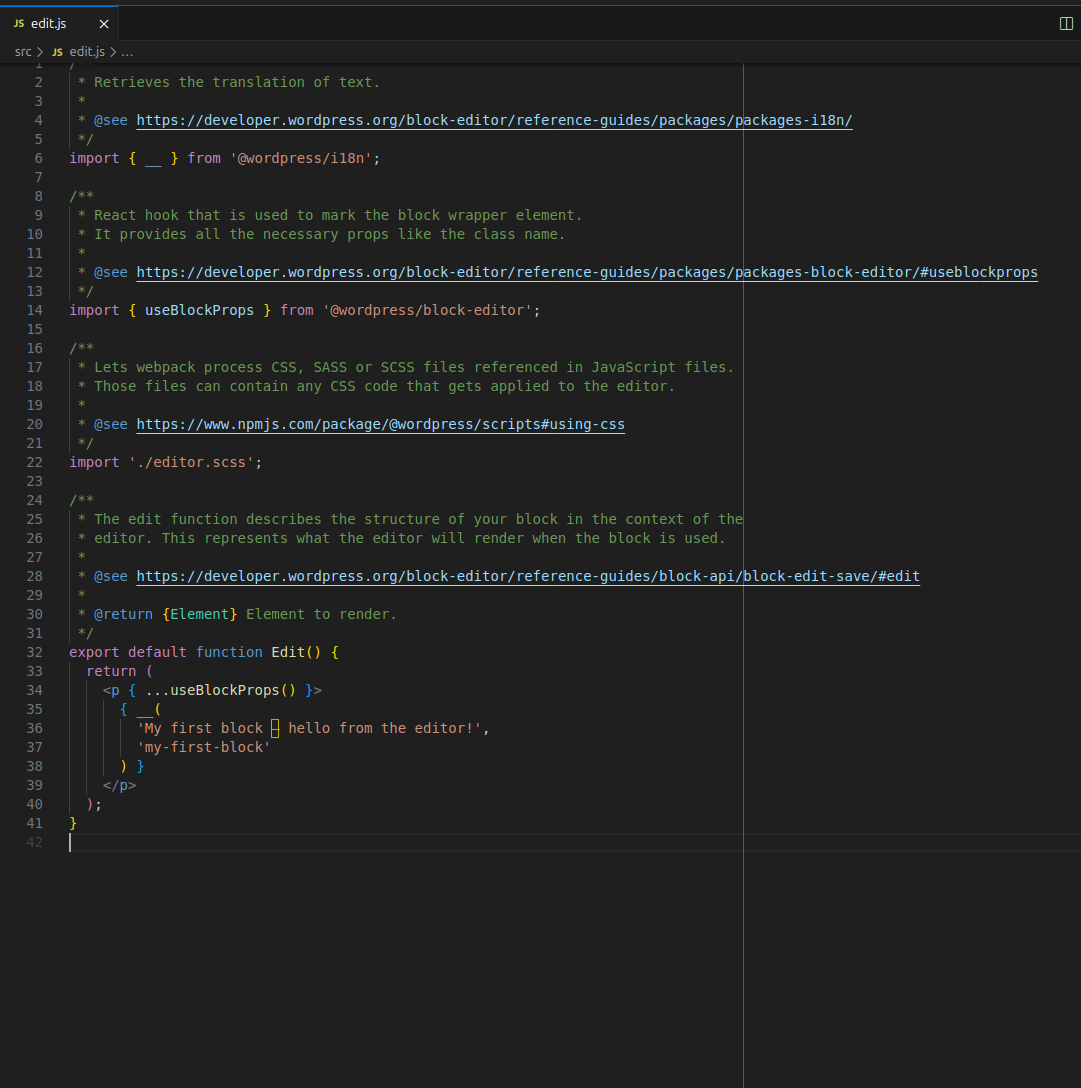 JS edit.js ×
src > JS edit.js > ...
1 /
2  * Retrieves the translation of text.
3  *
4  * @see https://developer.wordpress.org/block-editor/reference-guides/packages/packages-i18n/
5  */
6 import { __ } from '@wordpress/i18n';
7
8 /**
9  * React hook that is used to mark the block wrapper element.
10  * It provides all the necessary props like the class name.
11  *
12  * @see https://developer.wordpress.org/block-editor/reference-guides/packages/packages-block-editor/#useblockprops
13  */
14 import { useBlockProps } from '@wordpress/block-editor';
15
16 /**
17  * Lets webpack process CSS, SASS or SCSS files referenced in JavaScript files.
18  * Those files can contain any CSS code that gets applied to the editor.
19  *
20  * @see https://www.npmjs.com/package/@wordpress/scripts#using-css
21  */
22 import './editor.scss';
23
24 /**
25  * The edit function describes the structure of your block in the context of the
26  * editor. This represents what the editor will render when the block is used.
27  *
28  * @see https://developer.wordpress.org/block-editor/reference-guides/block-api/block-edit-save/#edit
29  *
30  * @return {Element} Element to render.
31  */
32 export default function Edit() {
33   return (
34     <p { ...useBlockProps() }>
35       { __(
36         'My first block – hello from the editor!',
37         'my-first-block'
38       ) }
39     </p>
40   );
41 }
42